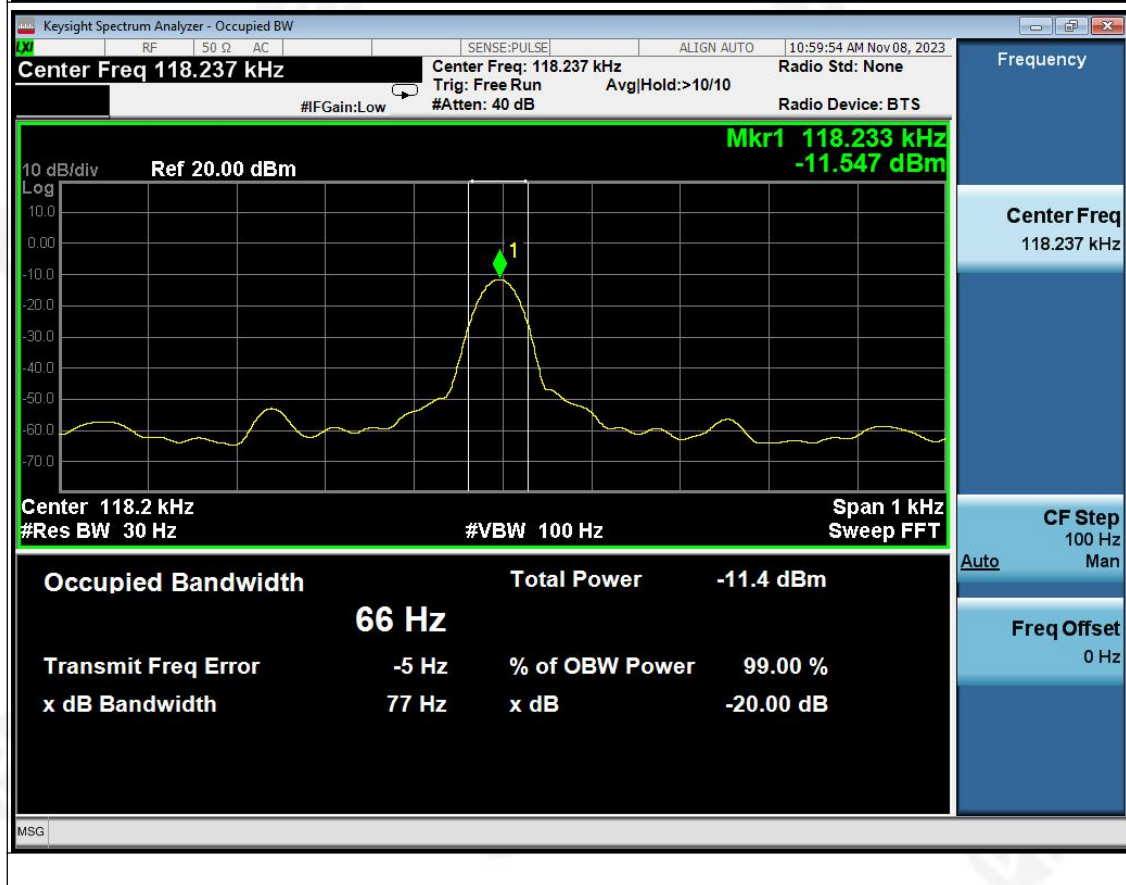 Keysight Spectrum Analyzer - Occupied BW
LXI RF 50 Ω AC SENSE:PULSE ALIGN AUTO 10:59:54 AM Nov 08, 2023
Center Freq 118.237 kHz
Center Freq: 118.237 kHz Radio Std: None
Trig: Free Run Avg|Hold:>10/10
#IFGain:Low #Atten: 40 dB Radio Device: BTS
Mkr1 118.233 kHz
-11.547 dBm
10 dB/div Ref 20.00 dBm
Log
10.0
0.00
1
-10.0
-20.0
-30.0
-40.0
-50.0
-60.0
-70.0
Center 118.2 kHz Span 1 kHz
#Res BW 30 Hz #VBW 100 Hz Sweep FFT
Occupied Bandwidth Total Power -11.4 dBm
66 Hz
Transmit Freq Error -5 Hz % of OBW Power 99.00 %
x dB Bandwidth 77 Hz x dB -20.00 dB
MSG
Frequency
Center Freq
118.237 kHz
CF Step
100 Hz
Auto Man
Freq Offset
0 Hz